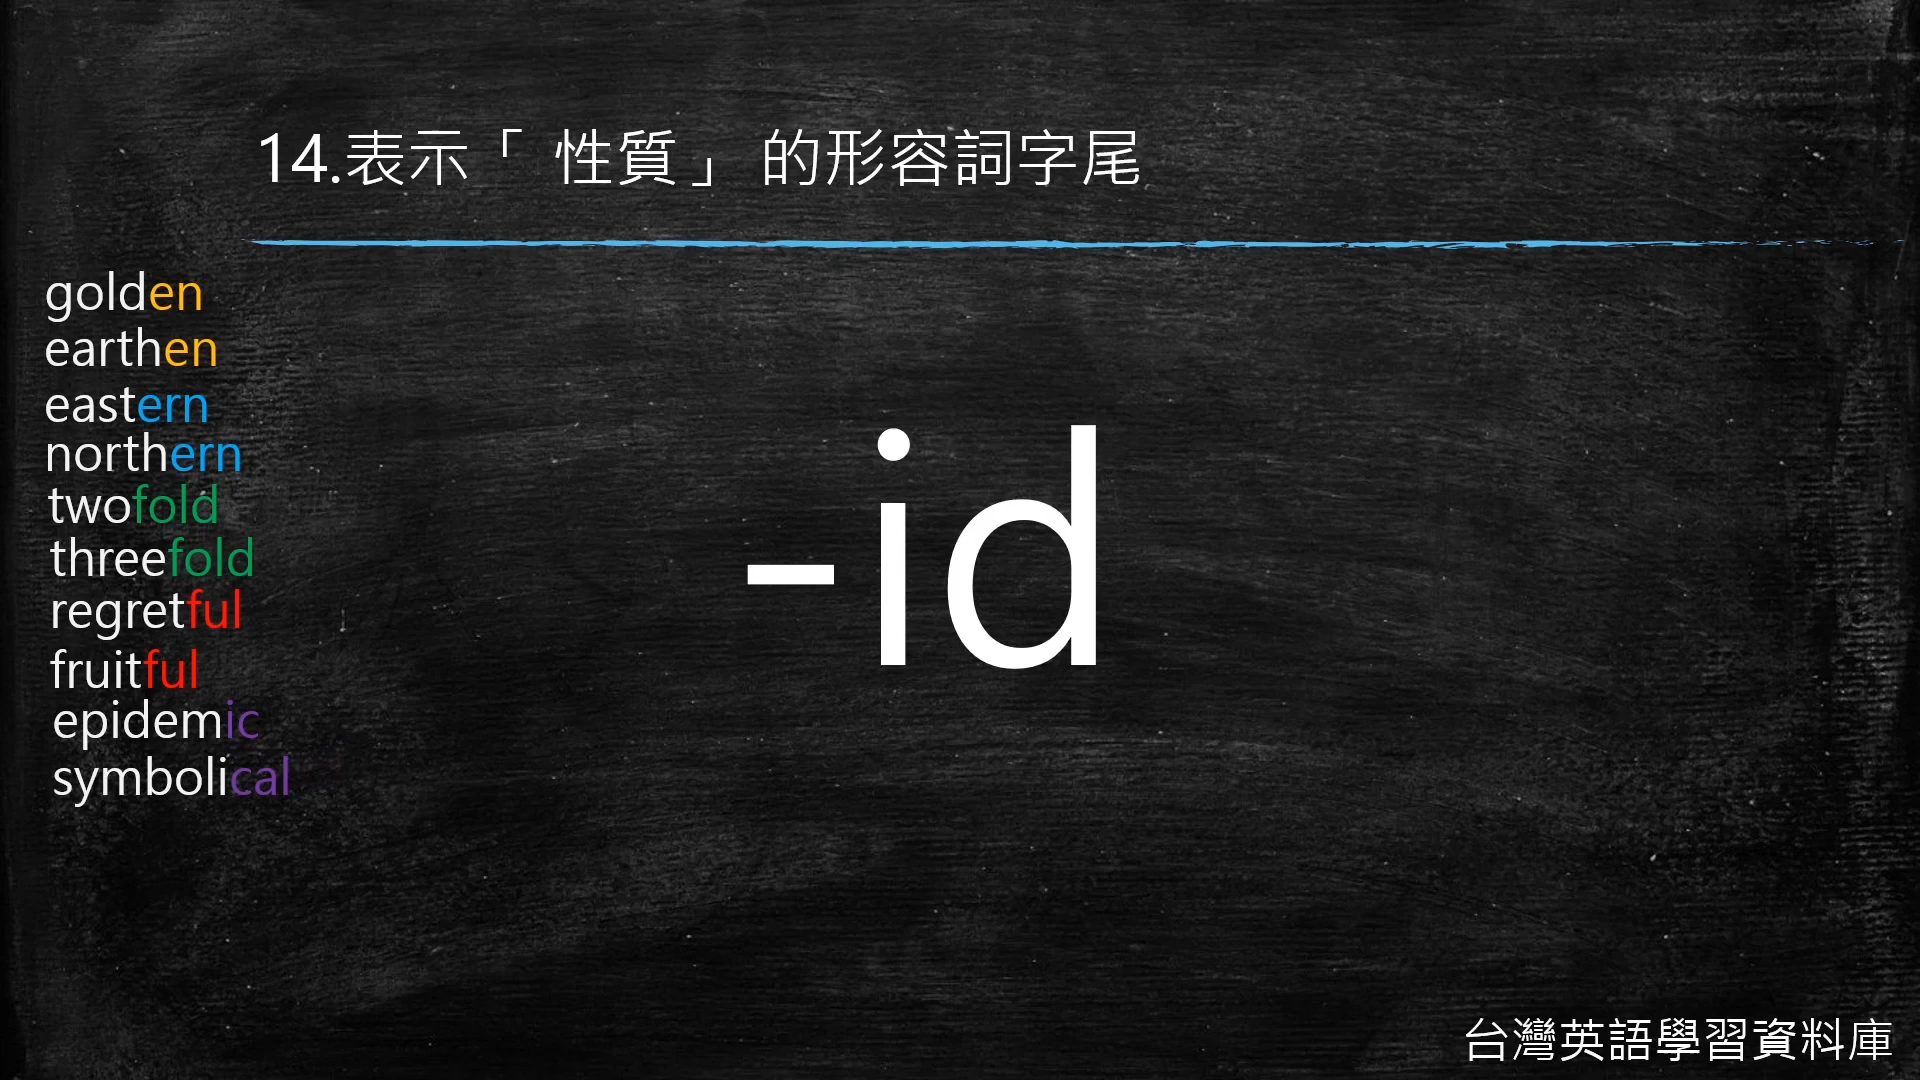 14.表示「 性質」 的形容詞字尾
golden
earthen
eastern
northern
twofold
threefold
regretful
fruitful
epidemic
symbolical
-id
台灣英語學習資料庫